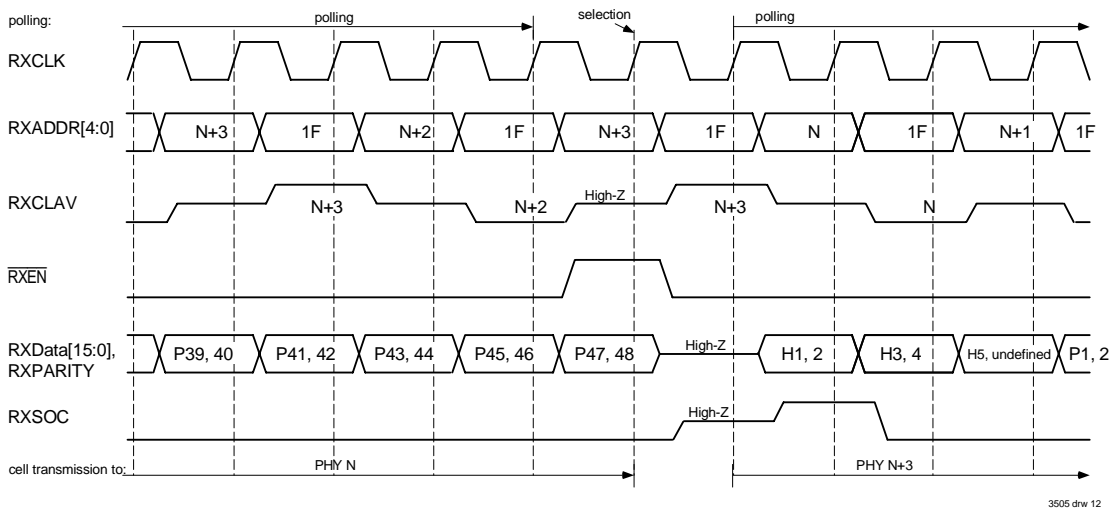 polling: polling selection polling
RXCLK
RXADDR[4:0] N+3 1F N+2 1F N+3 1F N 1F N+1 1F
RXCLAV N+3 N+2 High-Z N+3 N
RXEN
RXData[15:0], RXPARITY P39, 40 P41, 42 P43, 44 P45, 46 P47, 48 High-Z H1, 2 H3, 4 H5, undefined P1, 2
RXSOC High-Z
cell transmission to: PHY N PHY N+3
3505 drw 12